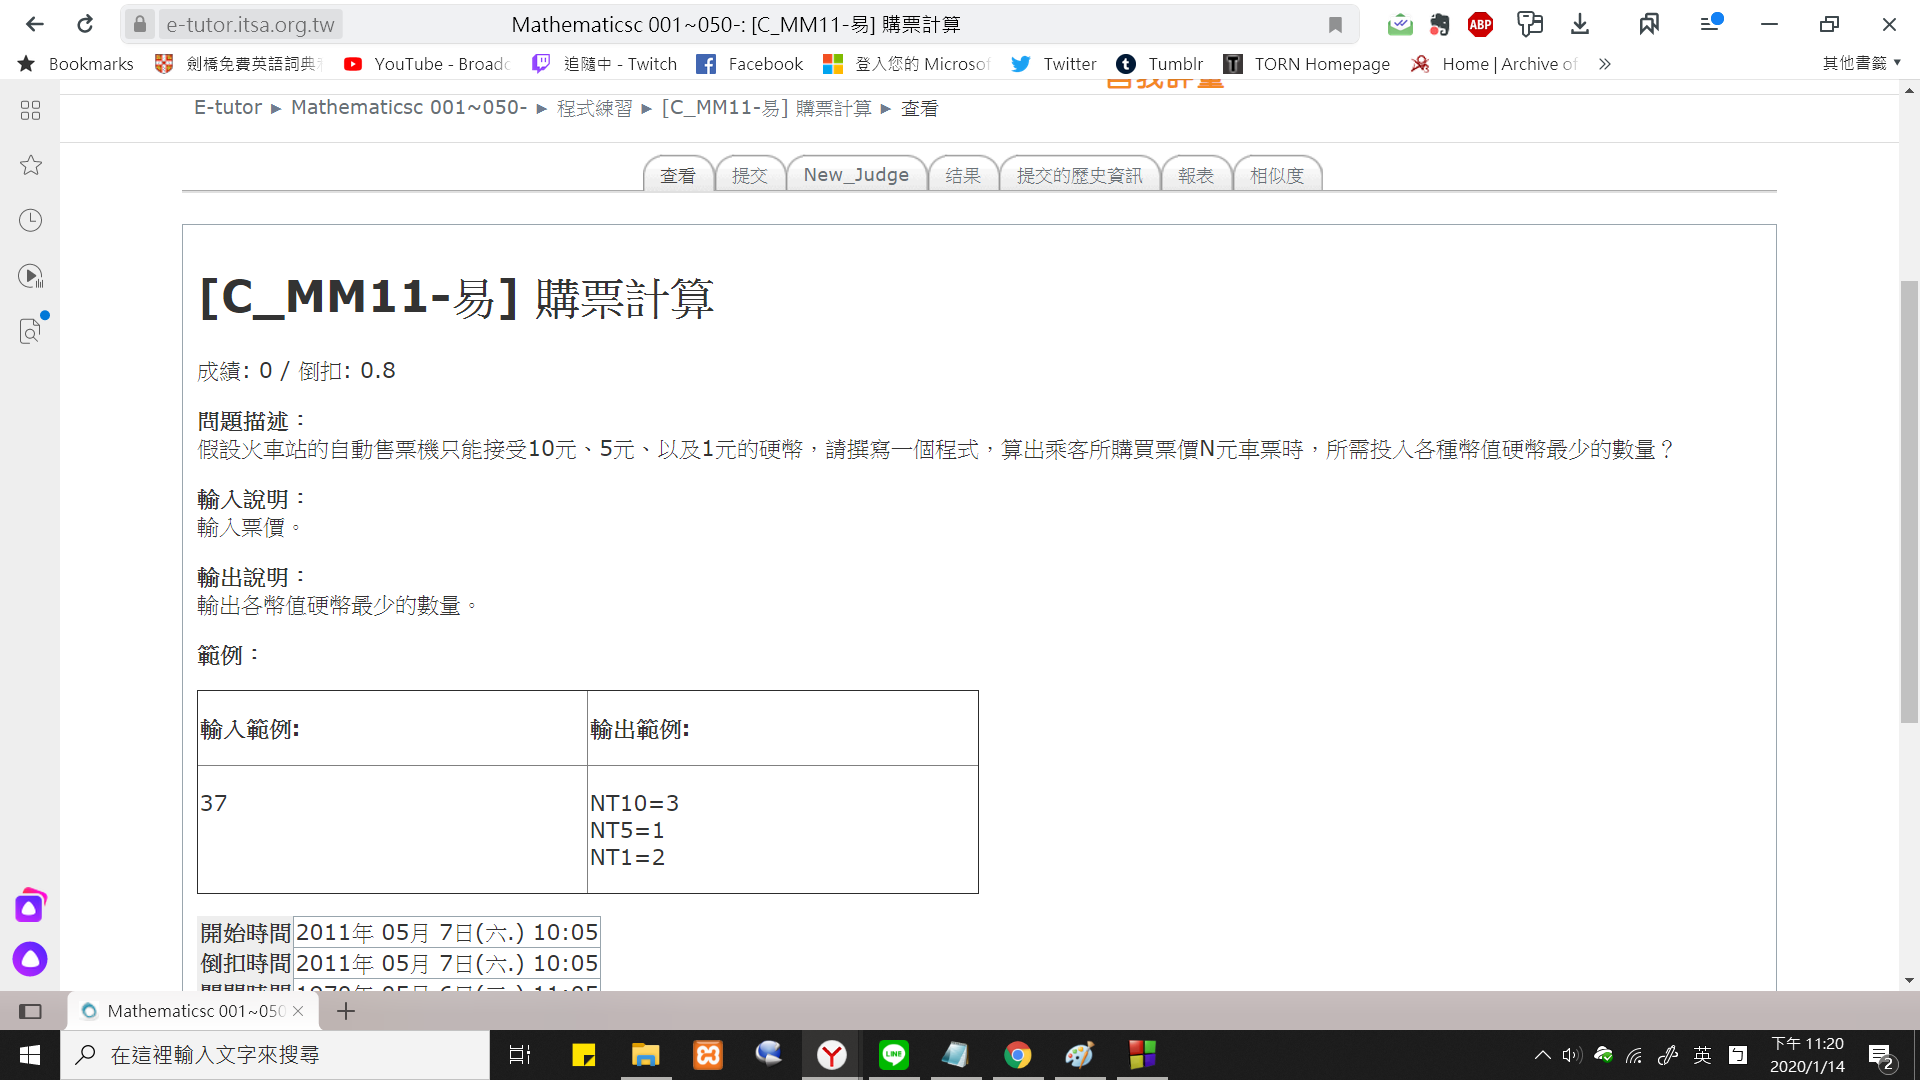 e-tutor.itsa.org.tw
Mathematicsc 001~050-: [C_MM11-易] 購票計算
ABP
Bookmarks
劍橋免費英語詞典
YouTube - Broadc
追隨中 - Twitch
Facebook
登入您的 Microsof
Twitter
Tumblr
TORN Homepage
Home | Archive of
其他書籤
自我評量
E-tutor ► Mathematicsc 001~050- ► 程式練習 ► [C_MM11-易] 購票計算 ► 查看
查看
提交
New_Judge
结果
提交的歷史資訊
報表
相似度
[C_MM11-易] 購票計算
成績: 0 / 倒扣: 0.8
問題描述：
假設火車站的自動售票機只能接受10元、5元、以及1元的硬幣，請撰寫一個程式，算出乘客所購買票價N元車票時，所需投入各種幣值硬幣最少的數量？
輸入說明：
輸入票價。
輸出說明：
輸出各幣值硬幣最少的數量。
範例：
輸入範例:
輸出範例:
37
NT10=3
NT5=1
NT1=2
開始時間 2011年 05月 7日(六.) 10:05
倒扣時間 2011年 05月 7日(六.) 10:05
Mathematicsc 001~050
在這裡輸入文字來搜尋
LINE
英
下午 11:20
2020/1/14
2